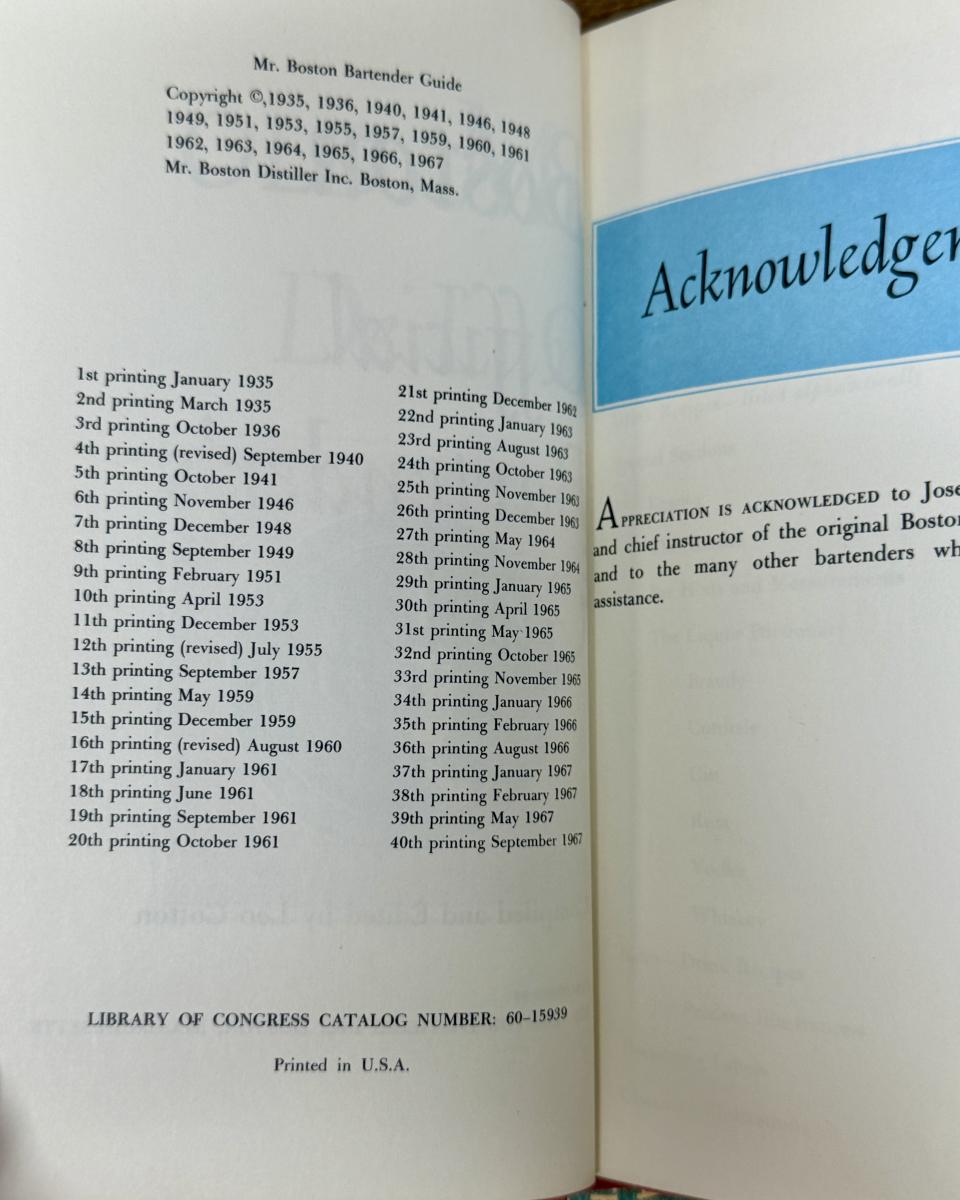 Mr. Boston Bartender Guide
Copyright ©,1935, 1936, 1940, 1941, 1946, 1948
1949, 1951, 1953, 1955, 1957, 1959, 1960, 1961
1962, 1963, 1964, 1965, 1966, 1967
Mr. Boston Distiller Inc. Boston, Mass.
1st printing January 1935
2nd printing March 1935
3rd printing October 1936
4th printing (revised) September 1940
5th printing October 1941
6th printing November 1946
7th printing December 1948
8th printing September 1949
9th printing February 1951
10th printing April 1953
11th printing December 1953
12th printing (revised) July 1955
13th printing September 1957
14th printing May 1959
15th printing December 1959
16th printing (revised) August 1960
17th printing January 1961
18th printing June 1961
19th printing September 1961
20th printing October 1961
21st printing December 1962
22nd printing January 1963
23rd printing August 1963
24th printing October 1963
25th printing November 1963
26th printing December 1963
27th printing May 1964
28th printing November 1964
29th printing January 1965
30th printing April 1965
31st printing May 1965
32nd printing October 1965
33rd printing November 1965
34th printing January 1966
35th printing February 1966
36th printing August 1966
37th printing January 1967
38th printing February 1967
39th printing May 1967
40th printing September 1967
LIBRARY OF CONGRESS CATALOG NUMBER: 60-15939
Printed in U.S.A.
Acknowledger
APPRECIATION IS ACKNOWLEDGED to Jose
and chief instructor of the original Boston
and to the many other bartenders wh
assistance.